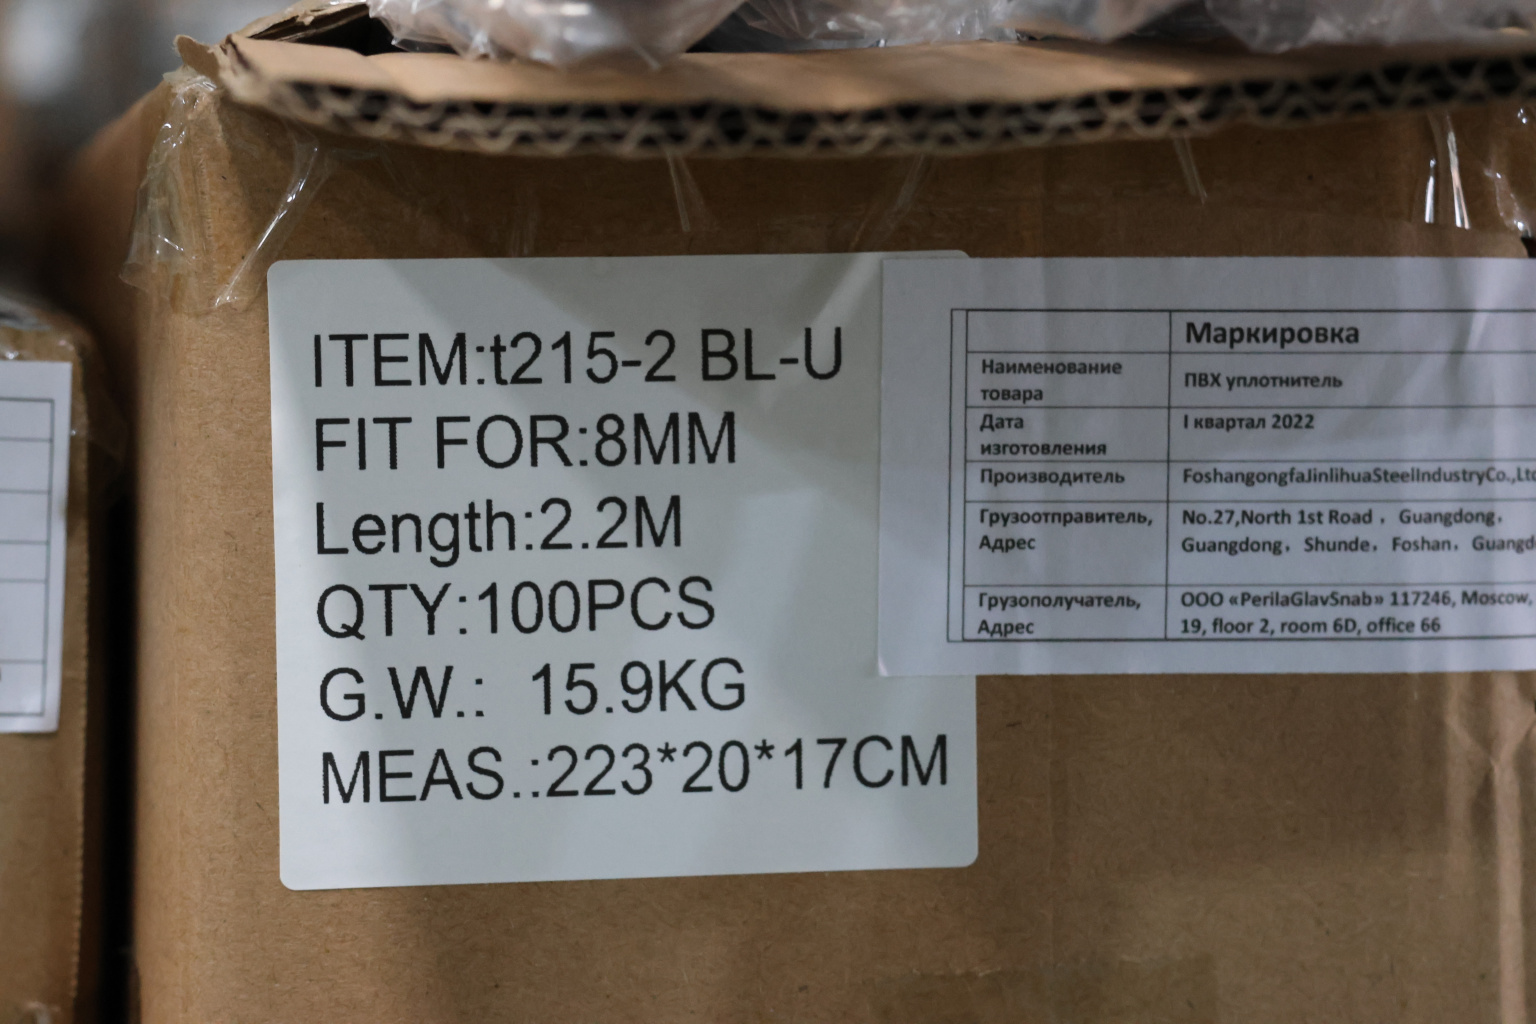 ITEM:t215-2 BL-U
FIT FOR:8MM
Length:2.2M
QTY:100PCS
G.W.: 15.9KG
MEAS.:223*20*17CM
Маркировка
Наименование
товара
ПВХ уплотнитель
Дата
изготовления
I квартал 2022
Производитель
FoshangongfaJinlihuaSteelIndustryCo.,Ltd
Грузоотправитель,
Адрес
No.27,North 1st Road , Guangdong,
Guangdong, Shunde, Foshan, Guangd
Грузополучатель,
Адрес
ООО «PerilaGlavSnab» 117246, Moscow,
19, floor 2, room 6D, office 66